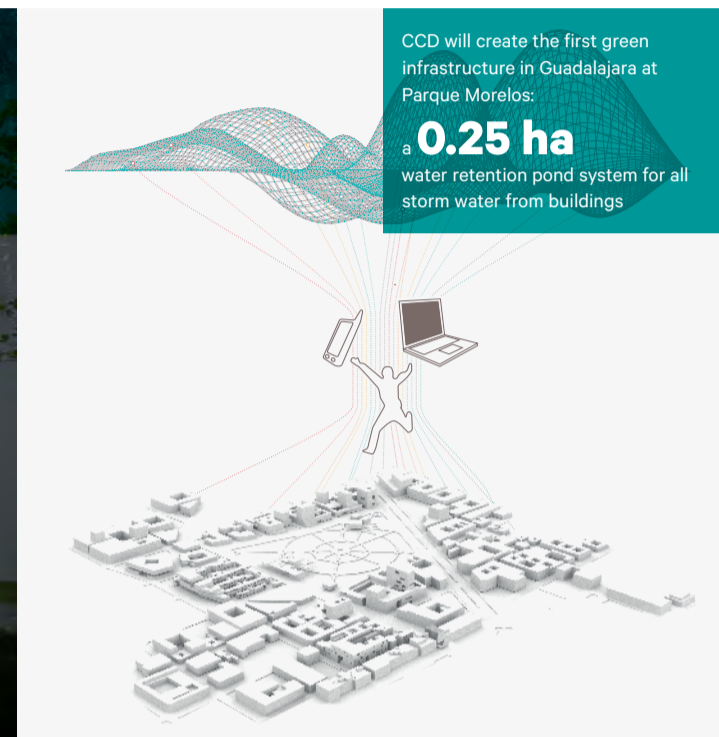 CCD will create the first green
infrastructure in Guadalajara at
Parque Morelos:
a 0.25 ha
water retention pond system for all
storm water from buildings